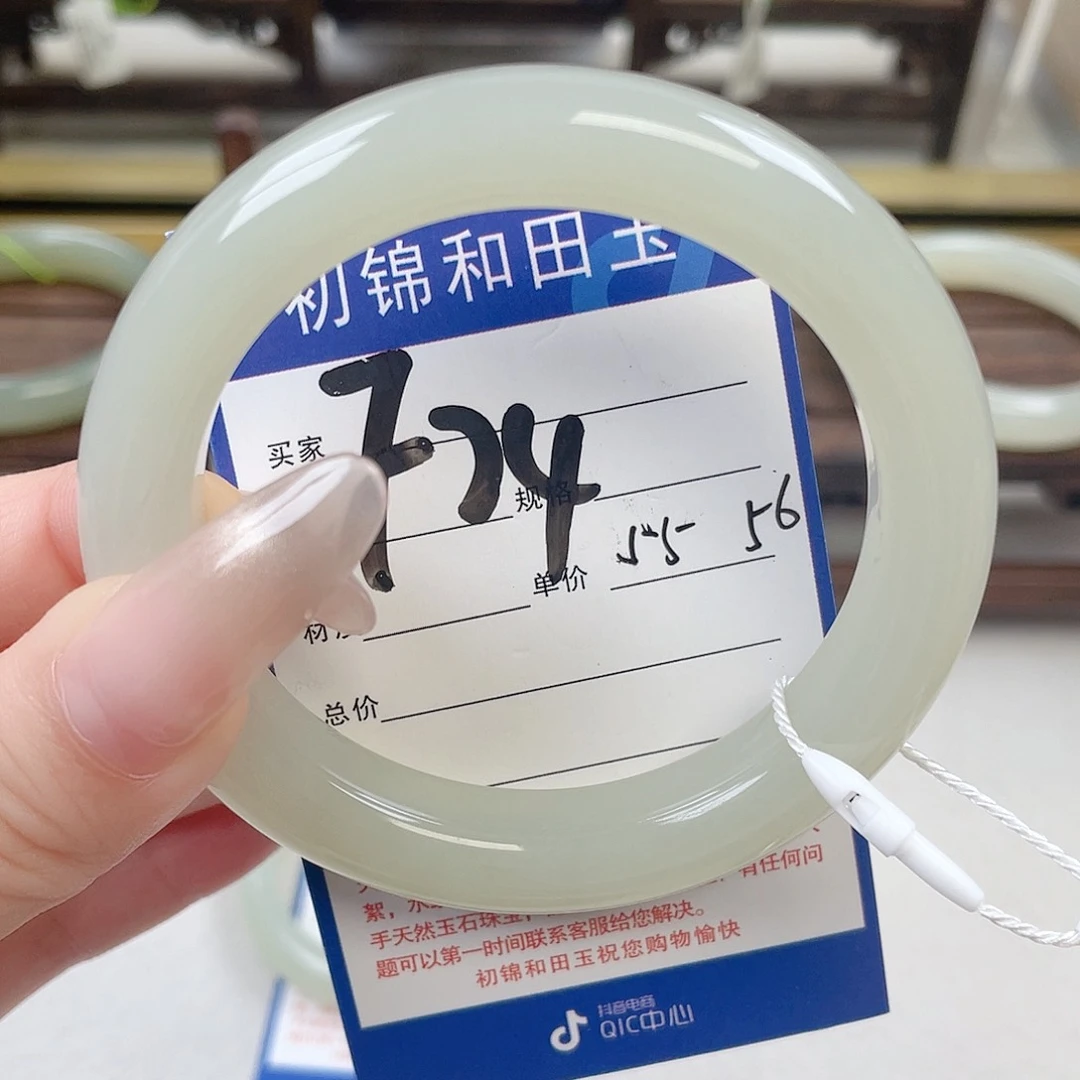 初锦和田玉
买家
734
规格
55 56
单价
总价
有任何问
絮，
手天然玉石珠宝，
题可以第一时间联系客服给您解决。
初锦和田玉祝您购物愉快
抖音电商
QIC中心